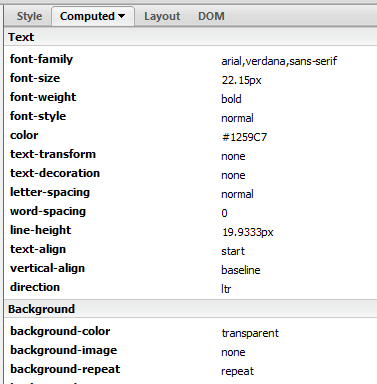 Style Computed Layout DOM
Text
font-family arial,verdana,sans-serif
font-size 22.15px
font-weight bold
font-style normal
color #1259C7
text-transform none
text-decoration none
letter-spacing normal
word-spacing 0
line-height 19.9333px
text-align start
vertical-align baseline
direction ltr
Background
background-color transparent
background-image none
background-repeat repeat